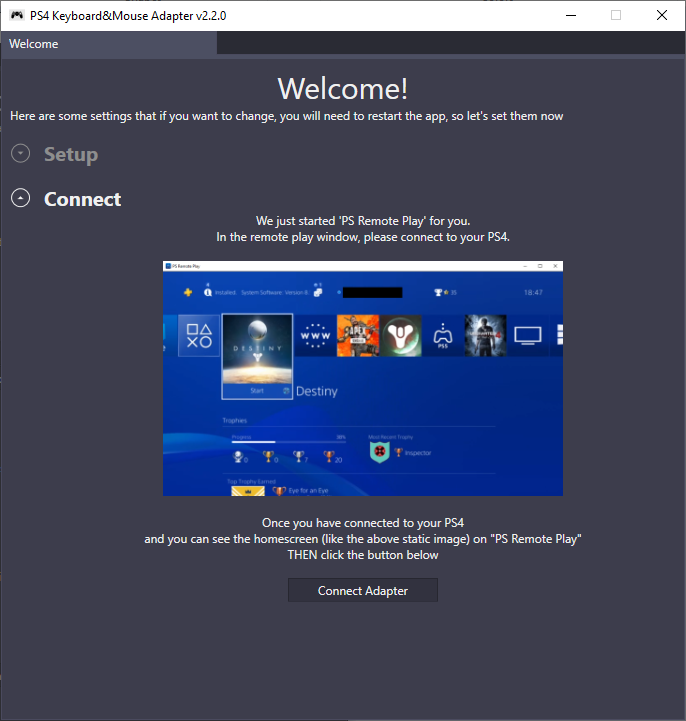 PS4 Keyboard&Mouse Adapter v2.2.0
Welcome
Welcome!
Here are some settings that if you want to change, you will need to restart the app, so let's set them now
Setup
Connect
We just started 'PS Remote Play' for you.
In the remote play window, please connect to your PS4.
PS Remote Play
Installed: System Software: Version 8
35
18:47
DESTINY
WWW
APEX
PS5
UNCHARTED
Start
Destiny
Trophies
Progress 38%
Most Recent Trophy
0 0 7 20
Inspector
Top Trophy Earned
Eye for an Eye
Once you have connected to your PS4
and you can see the homescreen (like the above static image) on "PS Remote Play"
THEN click the button below
Connect Adapter